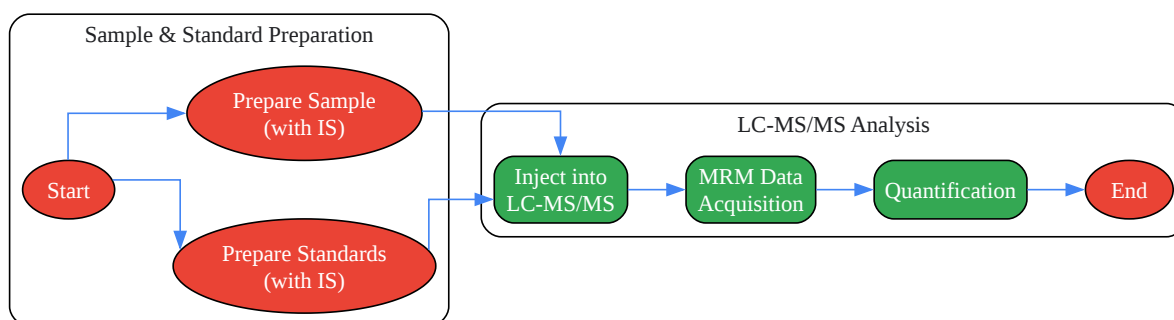 Sample & Standard Preparation
Prepare Sample
(with IS)
Start
Prepare Standards
(with IS)
LC-MS/MS Analysis
Inject into
LC-MS/MS
MRM Data
Acquisition
Quantification
End